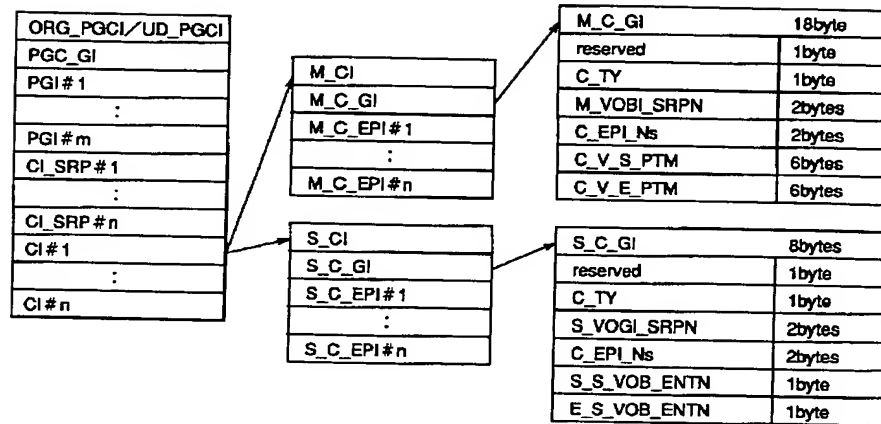 ORG_PGCI/UD_PGCI
PGC_GI
PGI#1
:
PGI#m
CI_SRP#1
:
CI_SRP#n
CI#1
:
CI#n
M_CI
M_C_GI
M_C_EPI#1
:
M_C_EPI#n
S_CI
S_C_GI
S_C_EPI#1
:
S_C_EPI#n
M_C_GI 18byte
reserved 1byte
C_TY 1byte
M_VOBI_SRPN 2bytes
C_EPI_Ns 2bytes
C_V_S_PTM 6bytes
C_V_E_PTM 6bytes
S_C_GI 8bytes
reserved 1byte
C_TY 1byte
S_VOGI_SRPN 2bytes
C_EPI_Ns 2bytes
S_S_VOB_ENTN 1byte
E_S_VOB_ENTN 1byte